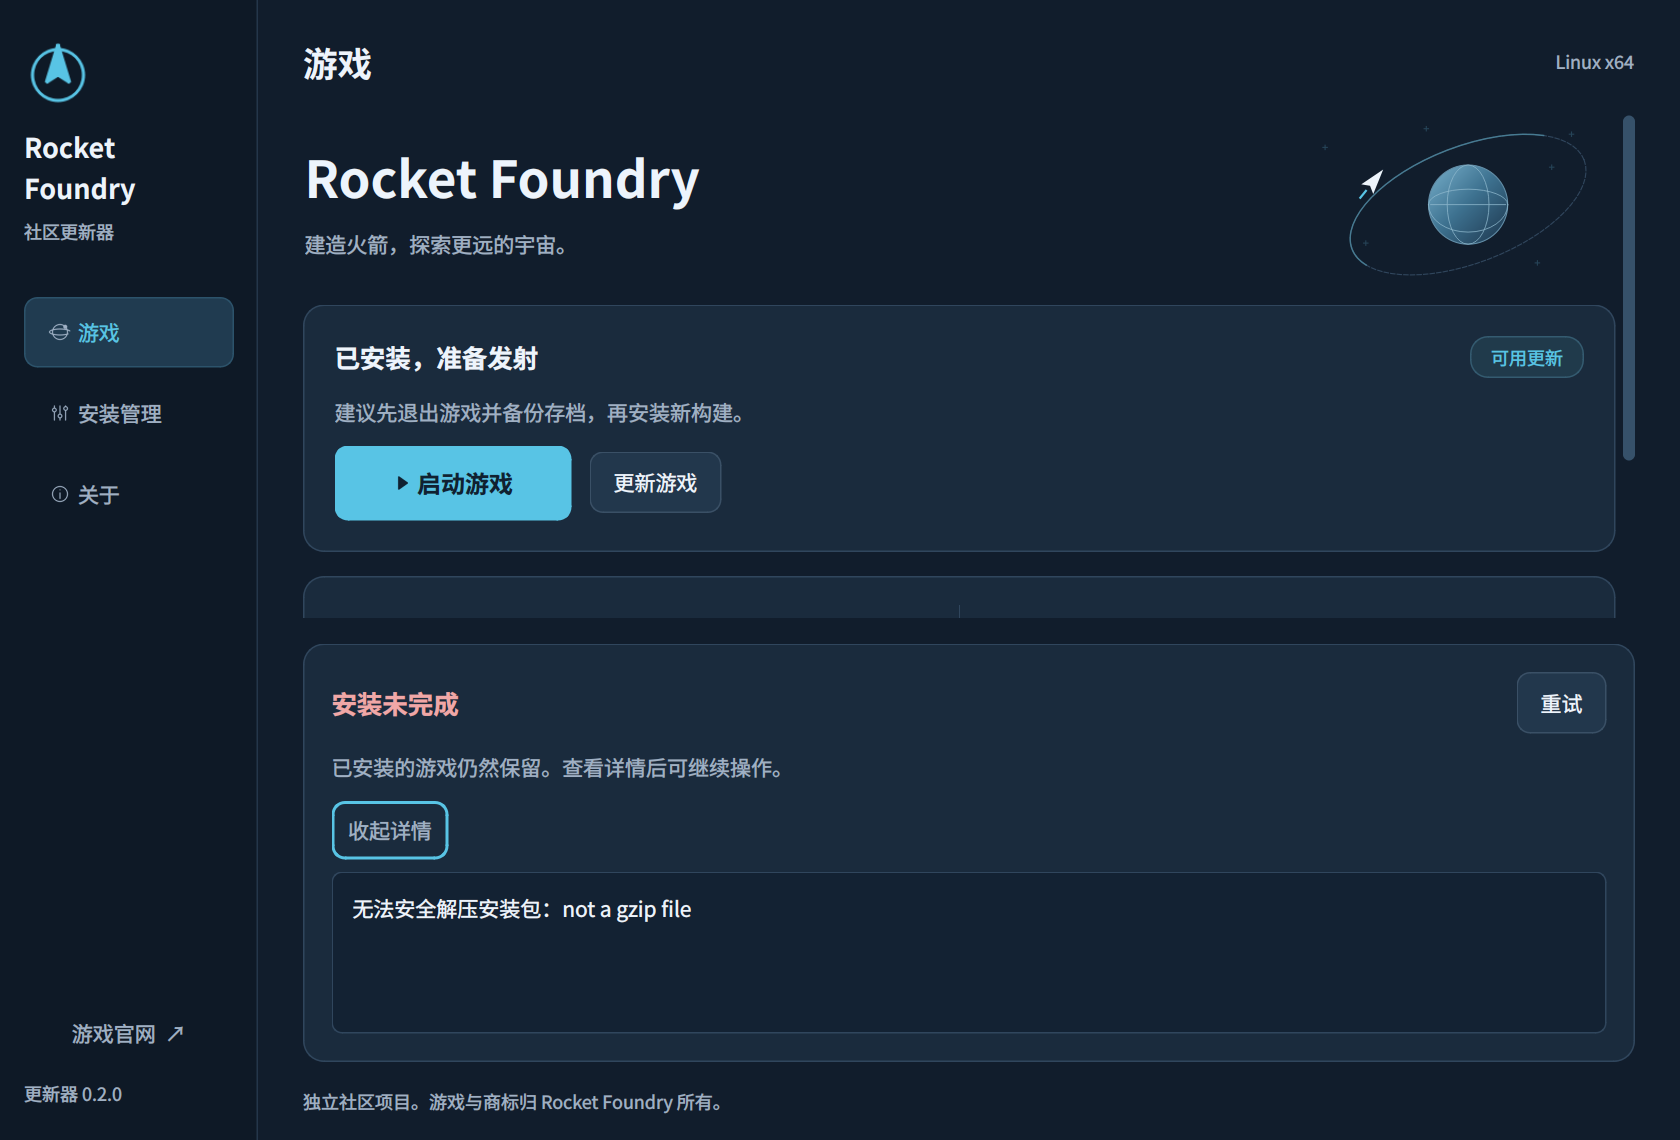 Rocket
Foundry
社区更新器
游戏
安装管理
关于
游戏官网 ↗
更新器 0.2.0
游戏
Linux x64
Rocket Foundry
建造火箭，探索更远的宇宙。
已安装，准备发射
可用更新
建议先退出游戏并备份存档，再安装新构建。
启动游戏
更新游戏
安装未完成
重试
已安装的游戏仍然保留。查看详情后可继续操作。
收起详情
无法安全解压安装包：not a gzip file
独立社区项目。游戏与商标归 Rocket Foundry 所有。